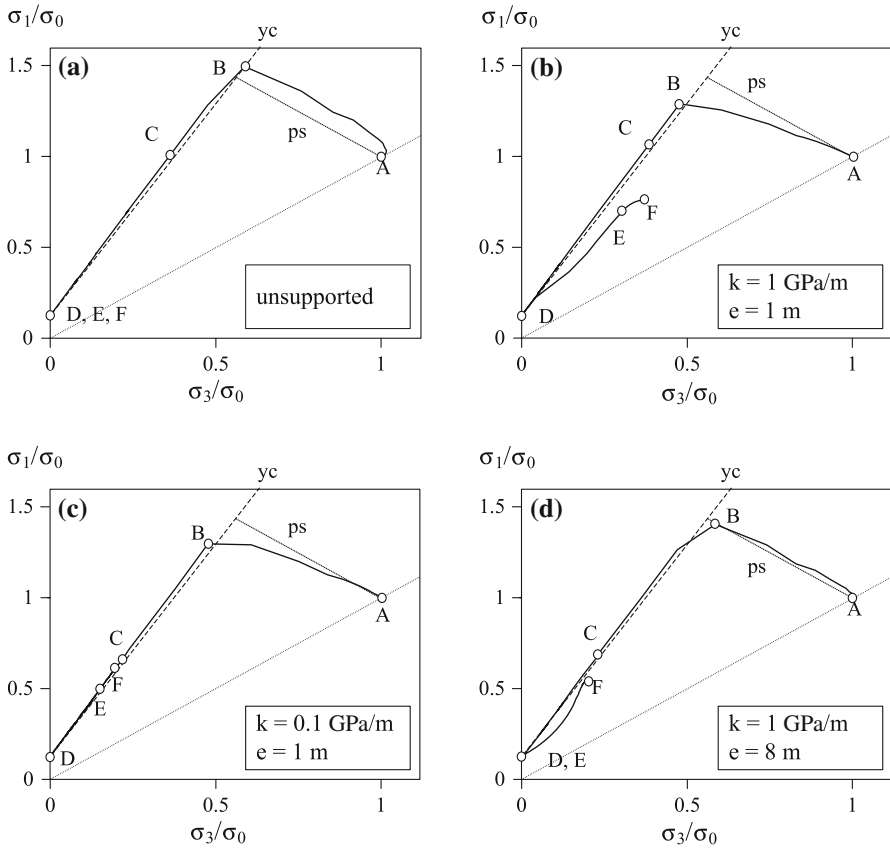 σ1/σ0
yc
(a)
1.5
B
C
1
ps
A
0.5
unsupported
D, E, F
0
0
0.5
1
σ3/σ0
σ1/σ0
yc
(b)
1.5
B
ps
C
1
A
F
E
0.5
k = 1 GPa/m
e = 1 m
D
0
0
0.5
1
σ3/σ0
σ1/σ0
yc
(c)
1.5
B
ps
1
A
C
F
E
0.5
k = 0.1 GPa/m
e = 1 m
D
0
0
0.5
1
σ3/σ0
σ1/σ0
yc
(d)
1.5
B
ps
1
A
C
F
0.5
k = 1 GPa/m
e = 8 m
D, E
0
0
0.5
1
σ3/σ0